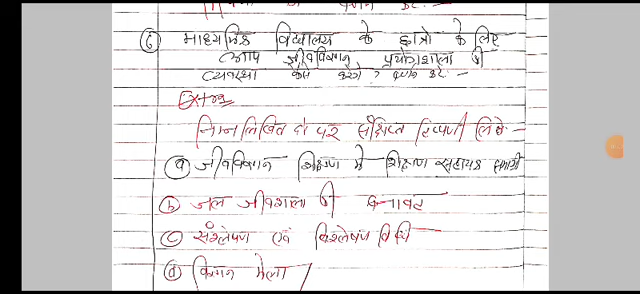 ⑥ माध्यमिक विद्यालय के छात्रो के लिए
आप जीवविज्ञान प्रयोगशाला की
व्यवस्था कैसे करेंगे ? वर्णन करे -
Extra
निम्नलिखित दो पर संक्षिप्त टिप्पणी लिखे -
ⓐ जीवविज्ञान शिक्षण मे शिक्षण सहायक सामग्री
ⓑ जल जीवशाला की बनावट
ⓒ संश्लेषण एवं विश्लेषण विधि
ⓓ विज्ञान मेला